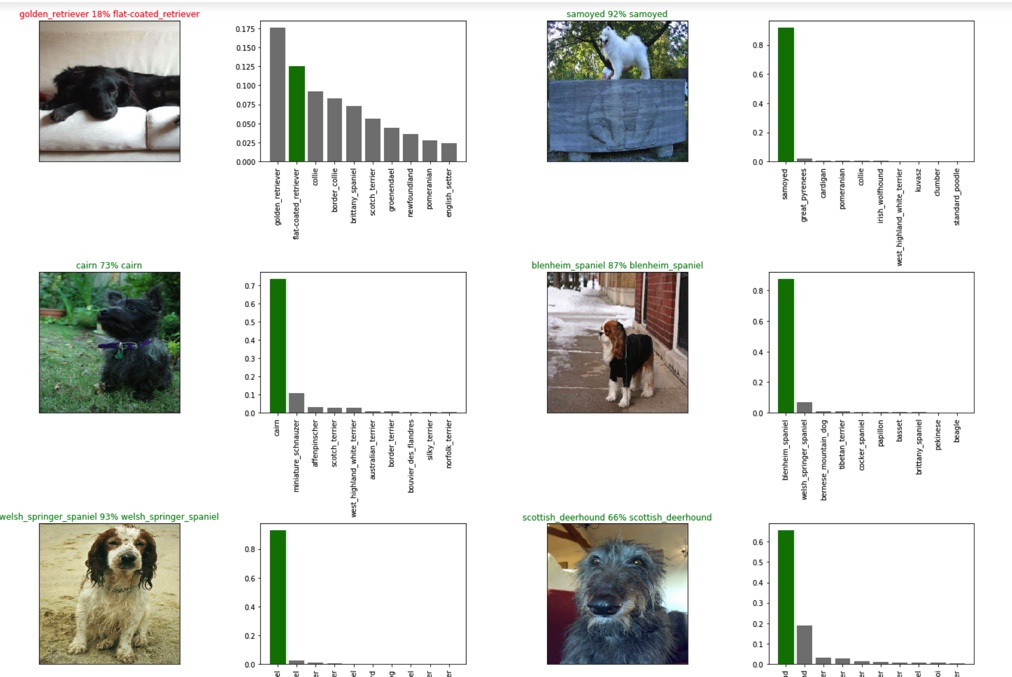 golden_retriever 18% flat-coated_retriever
0.175
0.150
0.125
0.100
0.075
0.050
0.025
0.000
golden_retriever
flat-coated_retriever
collie
border_collie
brittany_spaniel
scotch_terrier
groenendael
newfoundland
pomeranian
english_setter
samoyed 92% samoyed
0.8
0.6
0.4
0.2
0.0
samoyed
great_pyrenees
cardigan
pomeranian
collie
irish_wolfhound
west_highland_white_terrier
kuvasz
clumber
standard_poodle
cairn 73% cairn
0.7
0.6
0.5
0.4
0.3
0.2
0.1
0.0
cairn
miniature_schnauzer
affenpinscher
scotch_terrier
west_highland_white_terrier
australian_terrier
border_terrier
bouvier_des_flandres
silky_terrier
norfolk_terrier
blenheim_spaniel 87% blenheim_spaniel
0.8
0.6
0.4
0.2
0.0
blenheim_spaniel
welsh_springer_spaniel
bernese_mountain_dog
tibetan_terrier
cocker_spaniel
papillon
basset
brittany_spaniel
pekinese
beagle
welsh_springer_spaniel 93% welsh_springer_spaniel
0.8
0.6
0.4
0.2
0.0
scottish_deerhound 66% scottish_deerhound
0.6
0.5
0.4
0.3
0.2
0.1
0.0